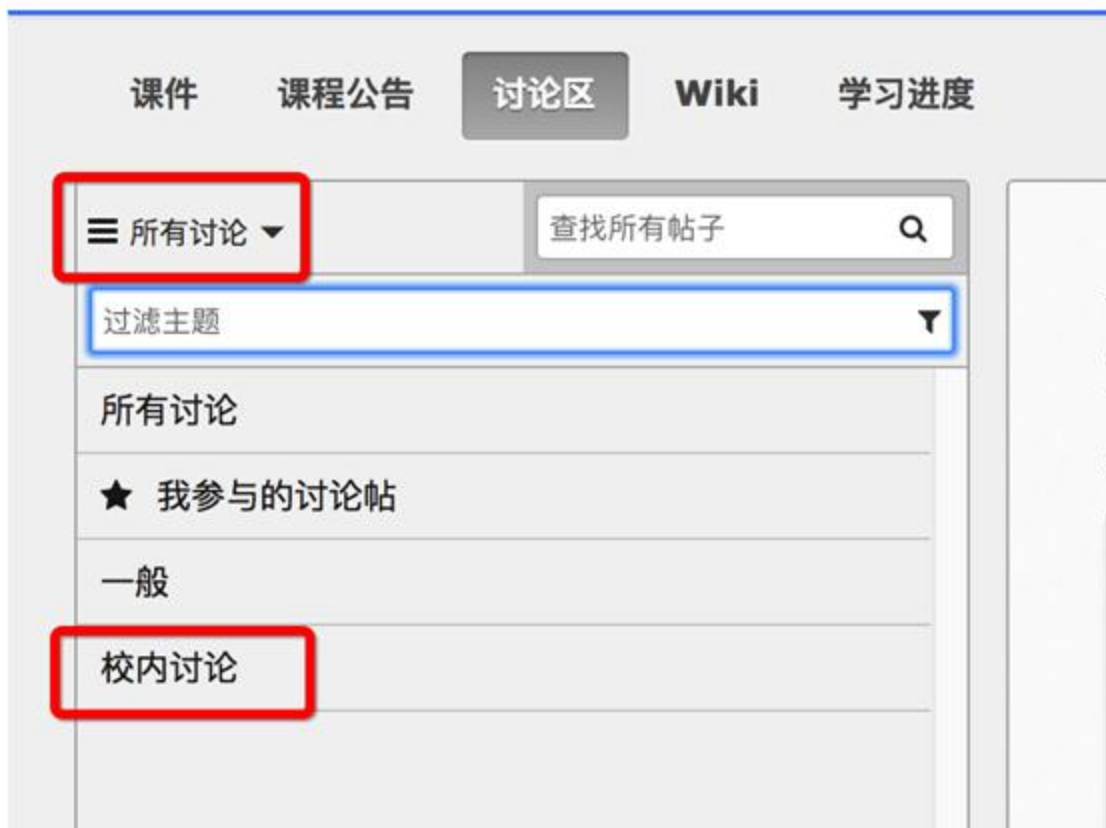 课件 课程公告 讨论区 Wiki 学习进度
所有讨论 查找所有帖子
过滤主题
所有讨论
我参与的讨论帖
一般
校内讨论